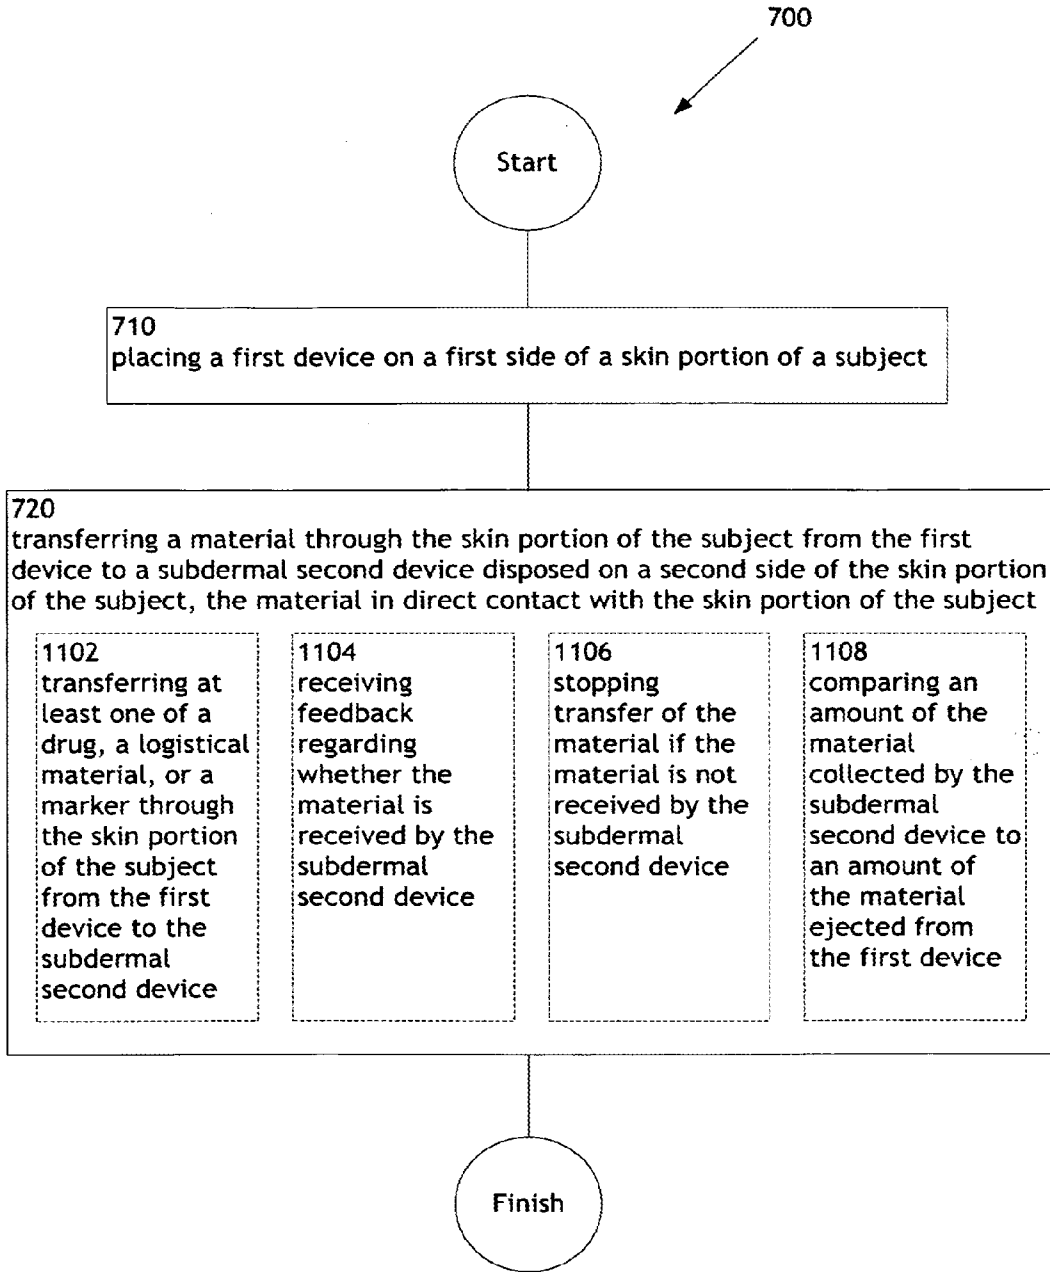 700
Start
710
placing a first device on a first side of a skin portion of a subject
720
transferring a material through the skin portion of the subject from the first
device to a subdermal second device disposed on a second side of the skin portion
of the subject, the material in direct contact with the skin portion of the subject
1102
transferring at
least one of a
drug, a logistical
material, or a
marker through
the skin portion
of the subject
from the first
device to the
subdermal
second device
1104
receiving
feedback
regarding
whether the
material is
received by the
subdermal
second device
1106
stopping
transfer of the
material if the
material is not
received by the
subdermal
second device
1108
comparing an
amount of the
material
collected by the
subdermal
second device to
an amount of
the material
ejected from
the first device
Finish